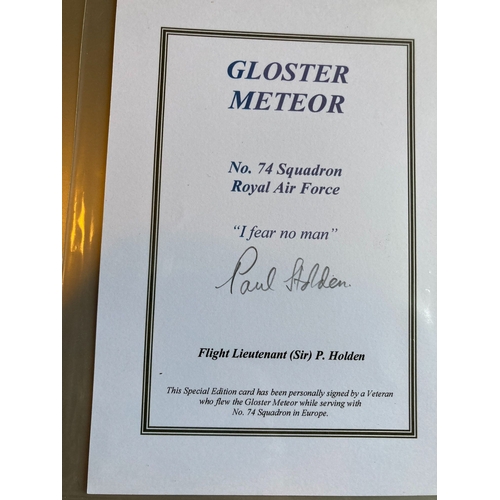 GLOSTER
METEOR
No. 74 Squadron
Royal Air Force
"I fear no man"
Paul Holden.
Flight Lieutenant (Sir) P. Holden
This Special Edition card has been personally signed by a Veteran
who flew the Gloster Meteor while serving with
No. 74 Squadron in Europe.